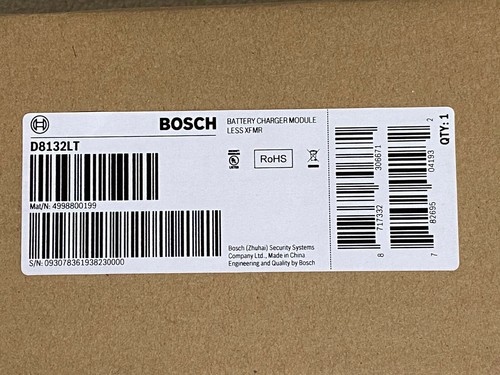 BOSCH
D8132LT
Mat/N: 4998800199
S/N: 093078361938230000
BATTERY CHARGER MODULE
LESS XFMR
RoHS
Bosch (Zhuhai) Security Systems
Company Ltd., Made in China
Engineering and Quality by Bosch
8 717332 306671
7 82695 04193 2
QTY: 1